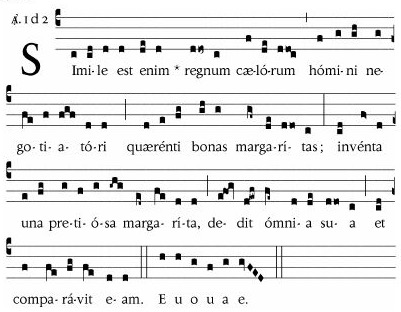 ℟. 1 d 2
SImi-le est enim * regnum cæ-ló-rum hómi-ni ne-
go-ti-a-tó-ri quærénti bonas marga-rí-tas; invénta
una pre-ti-ó-sa marga-rí-ta, de-dit ómni-a su-a et
compa-rá-vit e-am. E u o u a e.